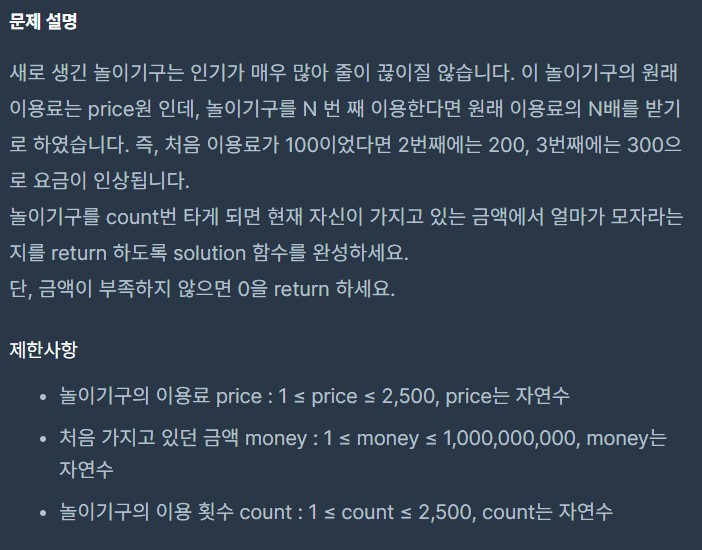 문제 설명
새로 생긴 놀이기구는 인기가 매우 많아 줄이 끊이질 않습니다. 이 놀이기구의 원래
이용료는 price원 인데, 놀이기구를 N 번 째 이용한다면 원래 이용료의 N배를 받기
로 하였습니다. 즉, 처음 이용료가 100이었다면 2번째에는 200, 3번째에는 300으
로 요금이 인상됩니다.
놀이기구를 count번 타게 되면 현재 자신이 가지고 있는 금액에서 얼마가 모자라는
지를 return 하도록 solution 함수를 완성하세요.
단, 금액이 부족하지 않으면 0을 return 하세요.
제한사항
• 놀이기구의 이용료 price : 1 ≤ price ≤ 2,500, price는 자연수
• 처음 가지고 있던 금액 money : 1 ≤ money ≤ 1,000,000,000, money는
자연수
• 놀이기구의 이용 횟수 count : 1 ≤ count ≤ 2,500, count는 자연수